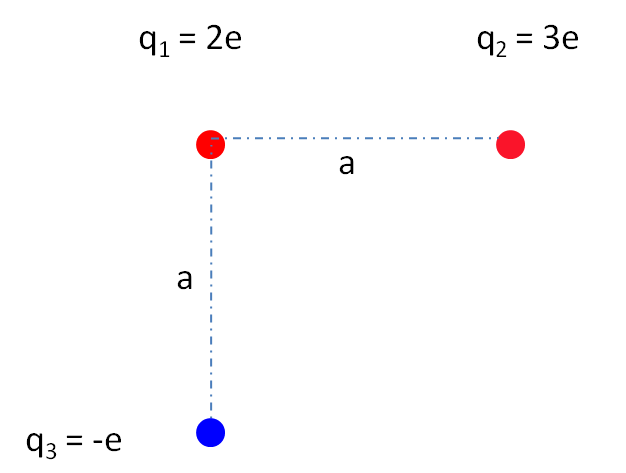 q₁ = 2e
q₂ = 3e
a
a
q₃ = -e